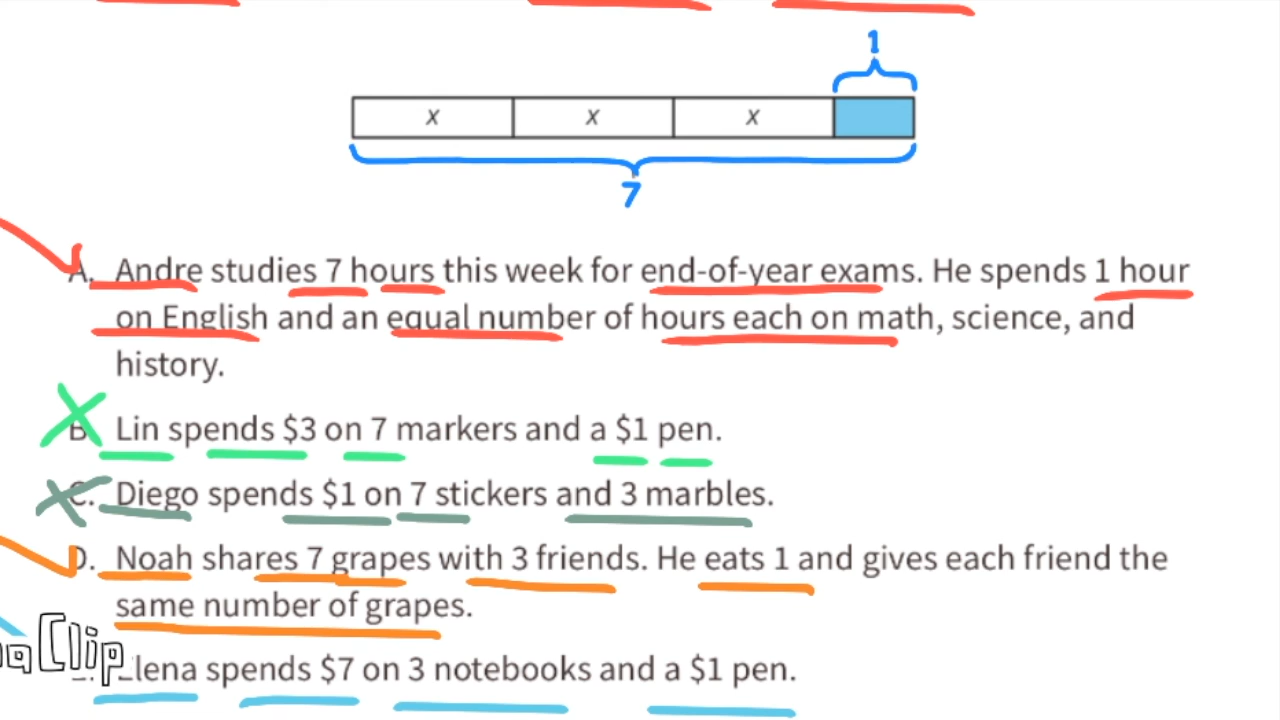 1
x x x
7
A. Andre studies 7 hours this week for end-of-year exams. He spends 1 hour
on English and an equal number of hours each on math, science, and
history.
B. Lin spends $3 on 7 markers and a $1 pen.
C. Diego spends $1 on 7 stickers and 3 marbles.
D. Noah shares 7 grapes with 3 friends. He eats 1 and gives each friend the
same number of grapes.
Clip
Elena spends $7 on 3 notebooks and a $1 pen.